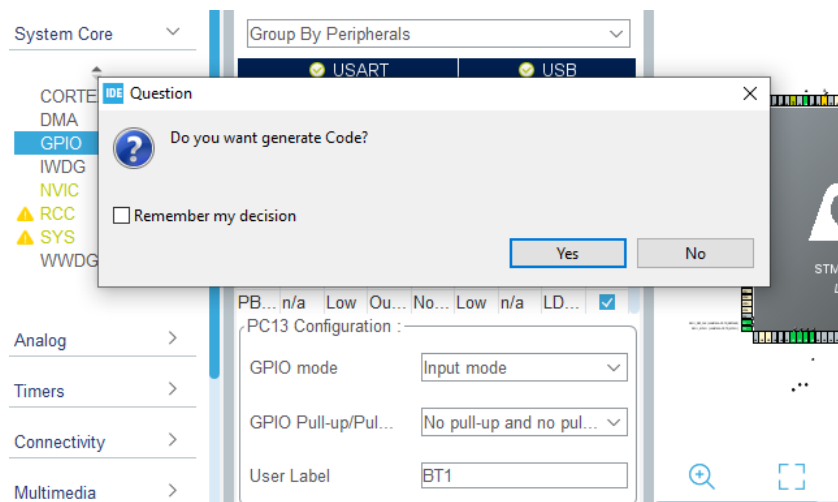 System Core
Group By Peripherals
USART
USB
IDE Question
CORTE
DMA
GPIO
IWDG
NVIC
RCC
SYS
WWDG
Do you want generate Code?
Remember my decision
Yes
No
STM
PB... n/a Low Ou... No... Low n/a LD...
PC13 Configuration :
GPIO mode
Input mode
GPIO Pull-up/Pul...
No pull-up and no pul...
User Label
BT1
Analog
Timers
Connectivity
Multimedia